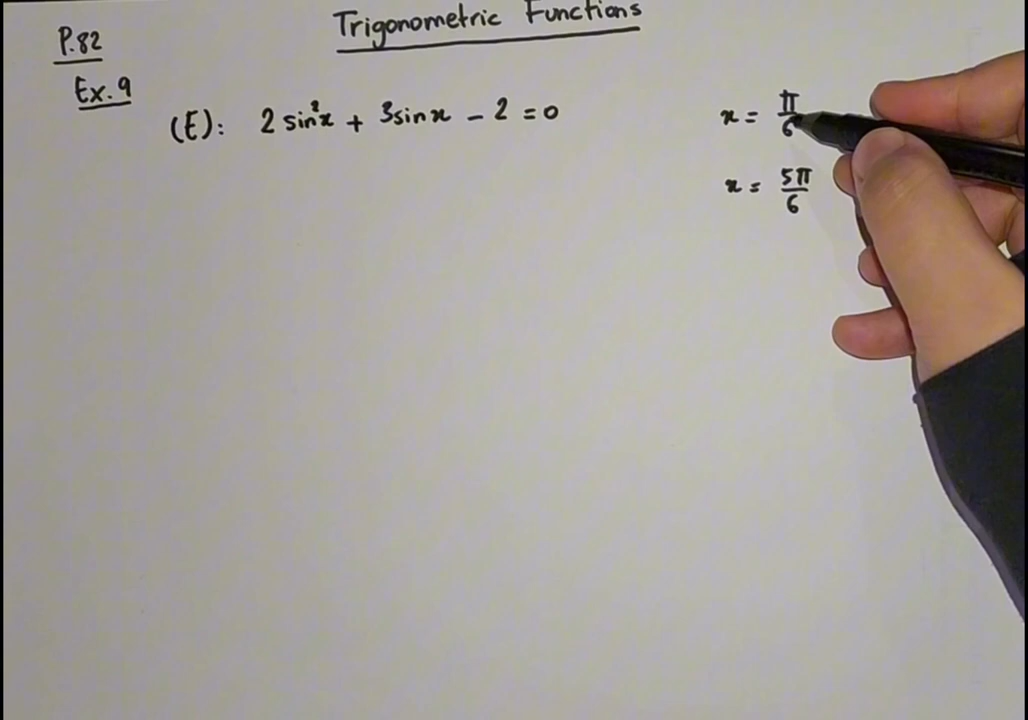 Trigonometric Functions
P.82
Ex.9
(E): 2 sin²x + 3sinx - 2 = 0
x = π/6
x = 5π/6